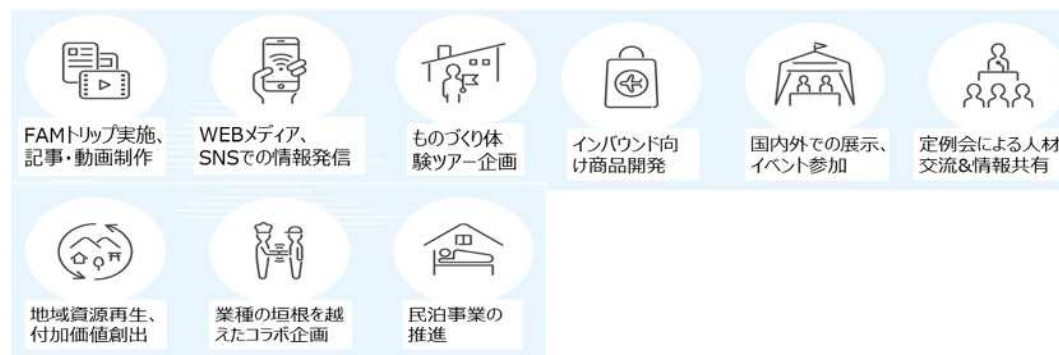 FAMトリップ実施、
記事・動画制作
WEBメディア、
SNSでの情報発信
ものづくり体
験ツアー企画
インバウンド向
け商品開発
国内外での展示、
イベント参加
定例会による人材
交流&情報共有
地域資源再生、
付加価値創出
業種の垣根を越
えたコラボ企画
民泊事業の
推進